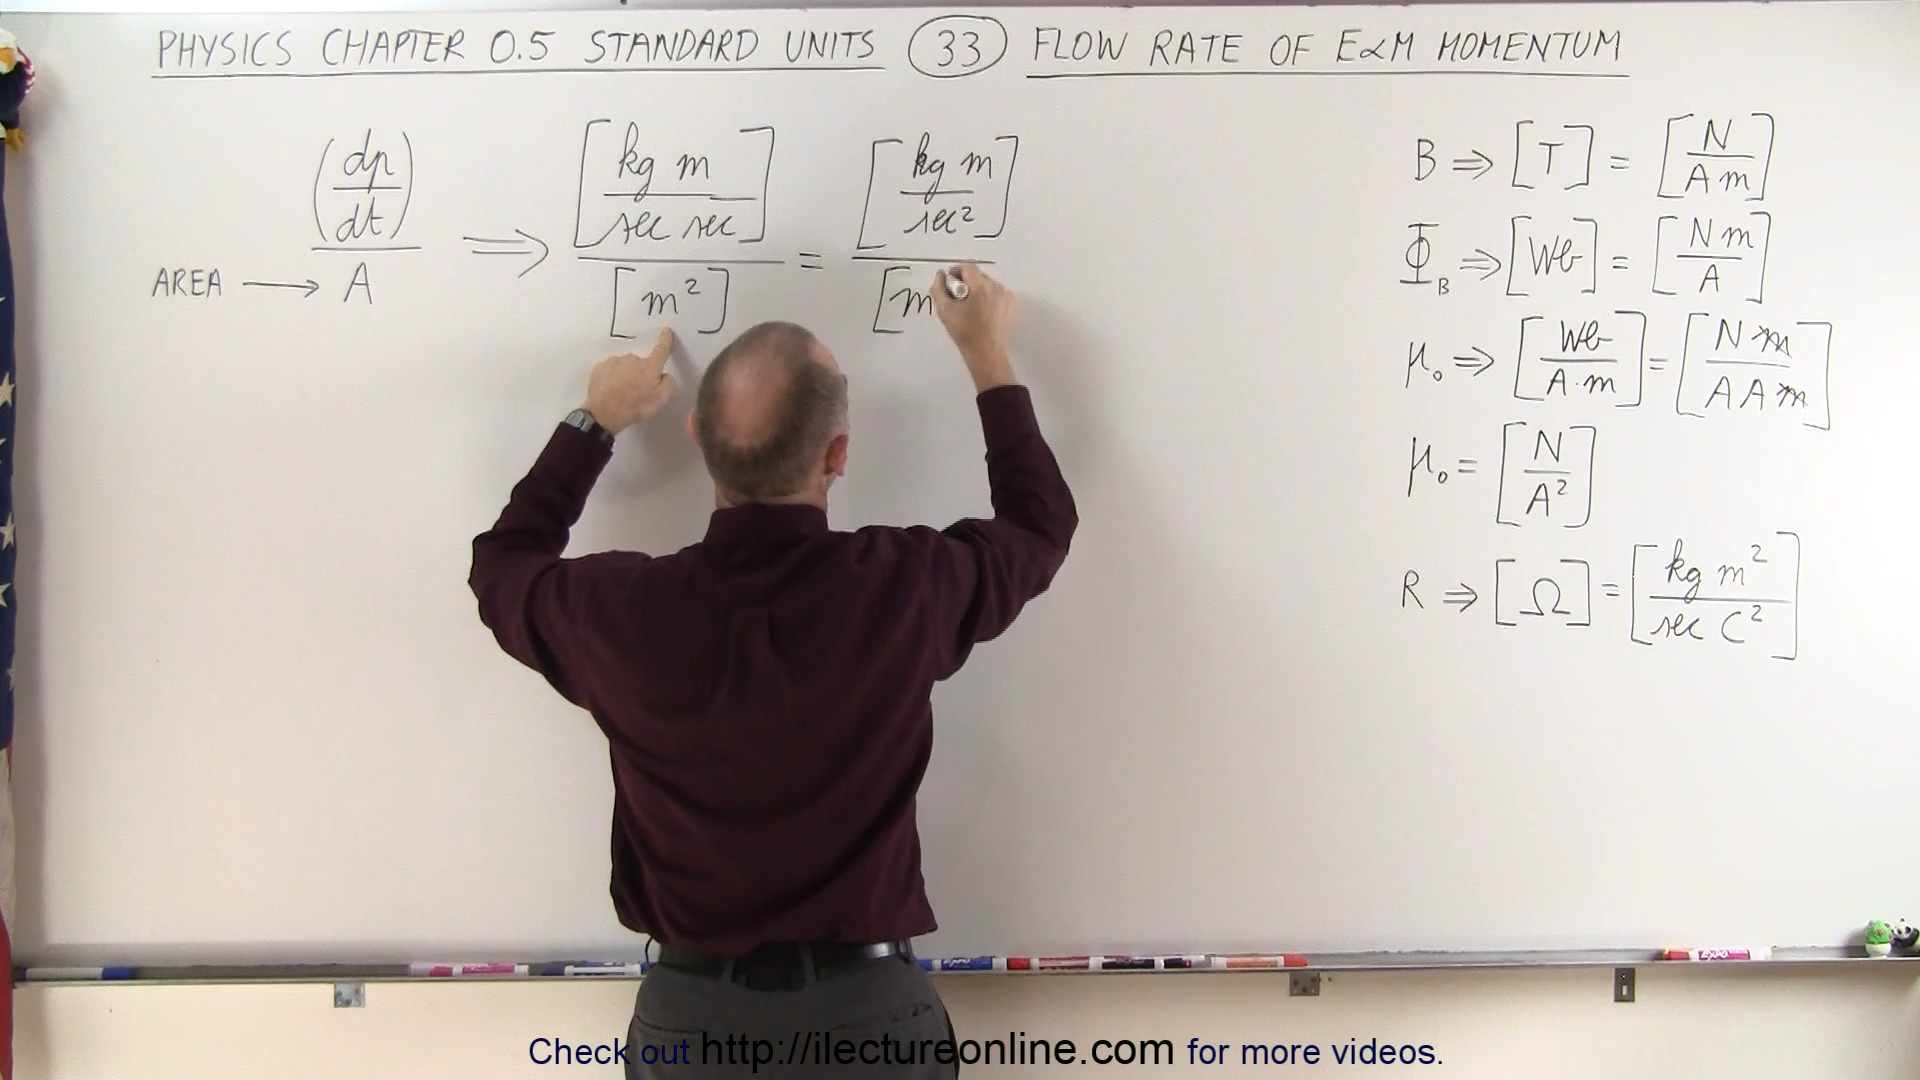 PHYSICS CHAPTER 0.5 STANDARD UNITS 33 FLOW RATE OF E&M MOMENTUM
(dp/dt)/A ⟹ [kg m/sec sec]/[m²] = [kg m/sec²]/[m
AREA → A
B ⇒ [T] = [N/A m]
Φ_B ⇒ [Wb] = [N m/A]
μ₀ ⇒ [Wb/A·m] = [N m/A A m]
μ₀ = [N/A²]
R ⇒ [Ω] = [kg m²/sec C²]
EXPO
Check out http://ilectureonline.com for more videos.